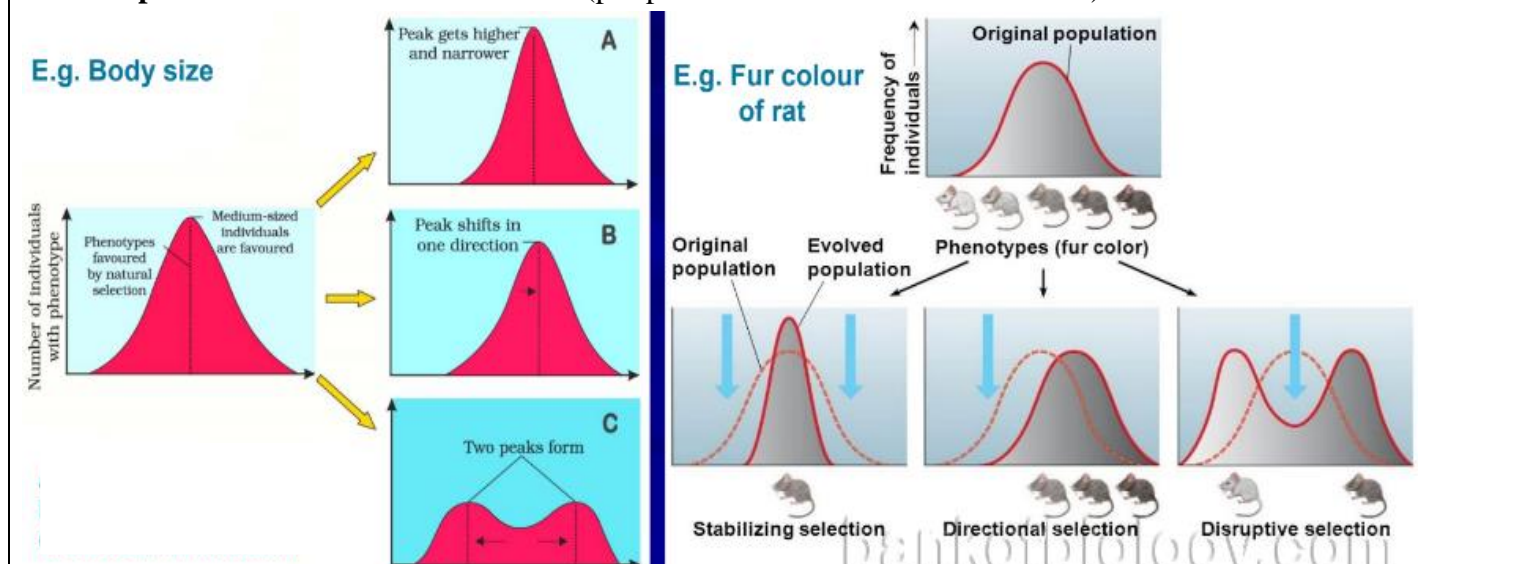 E.g. Body size
Number of individuals
with phenotype
Phenotypes
favoured
by natural
selection
Medium-sized
individuals
are favoured
Peak gets higher
and narrower
A
Peak shifts in
one direction
B
C
Two peaks form
E.g. Fur colour
of rat
Frequency of
individuals
Original population
Phenotypes (fur color)
Original
population
Evolved
population
Stabilizing selection
Directional selection
Disruptive selection
bankofbiology.com